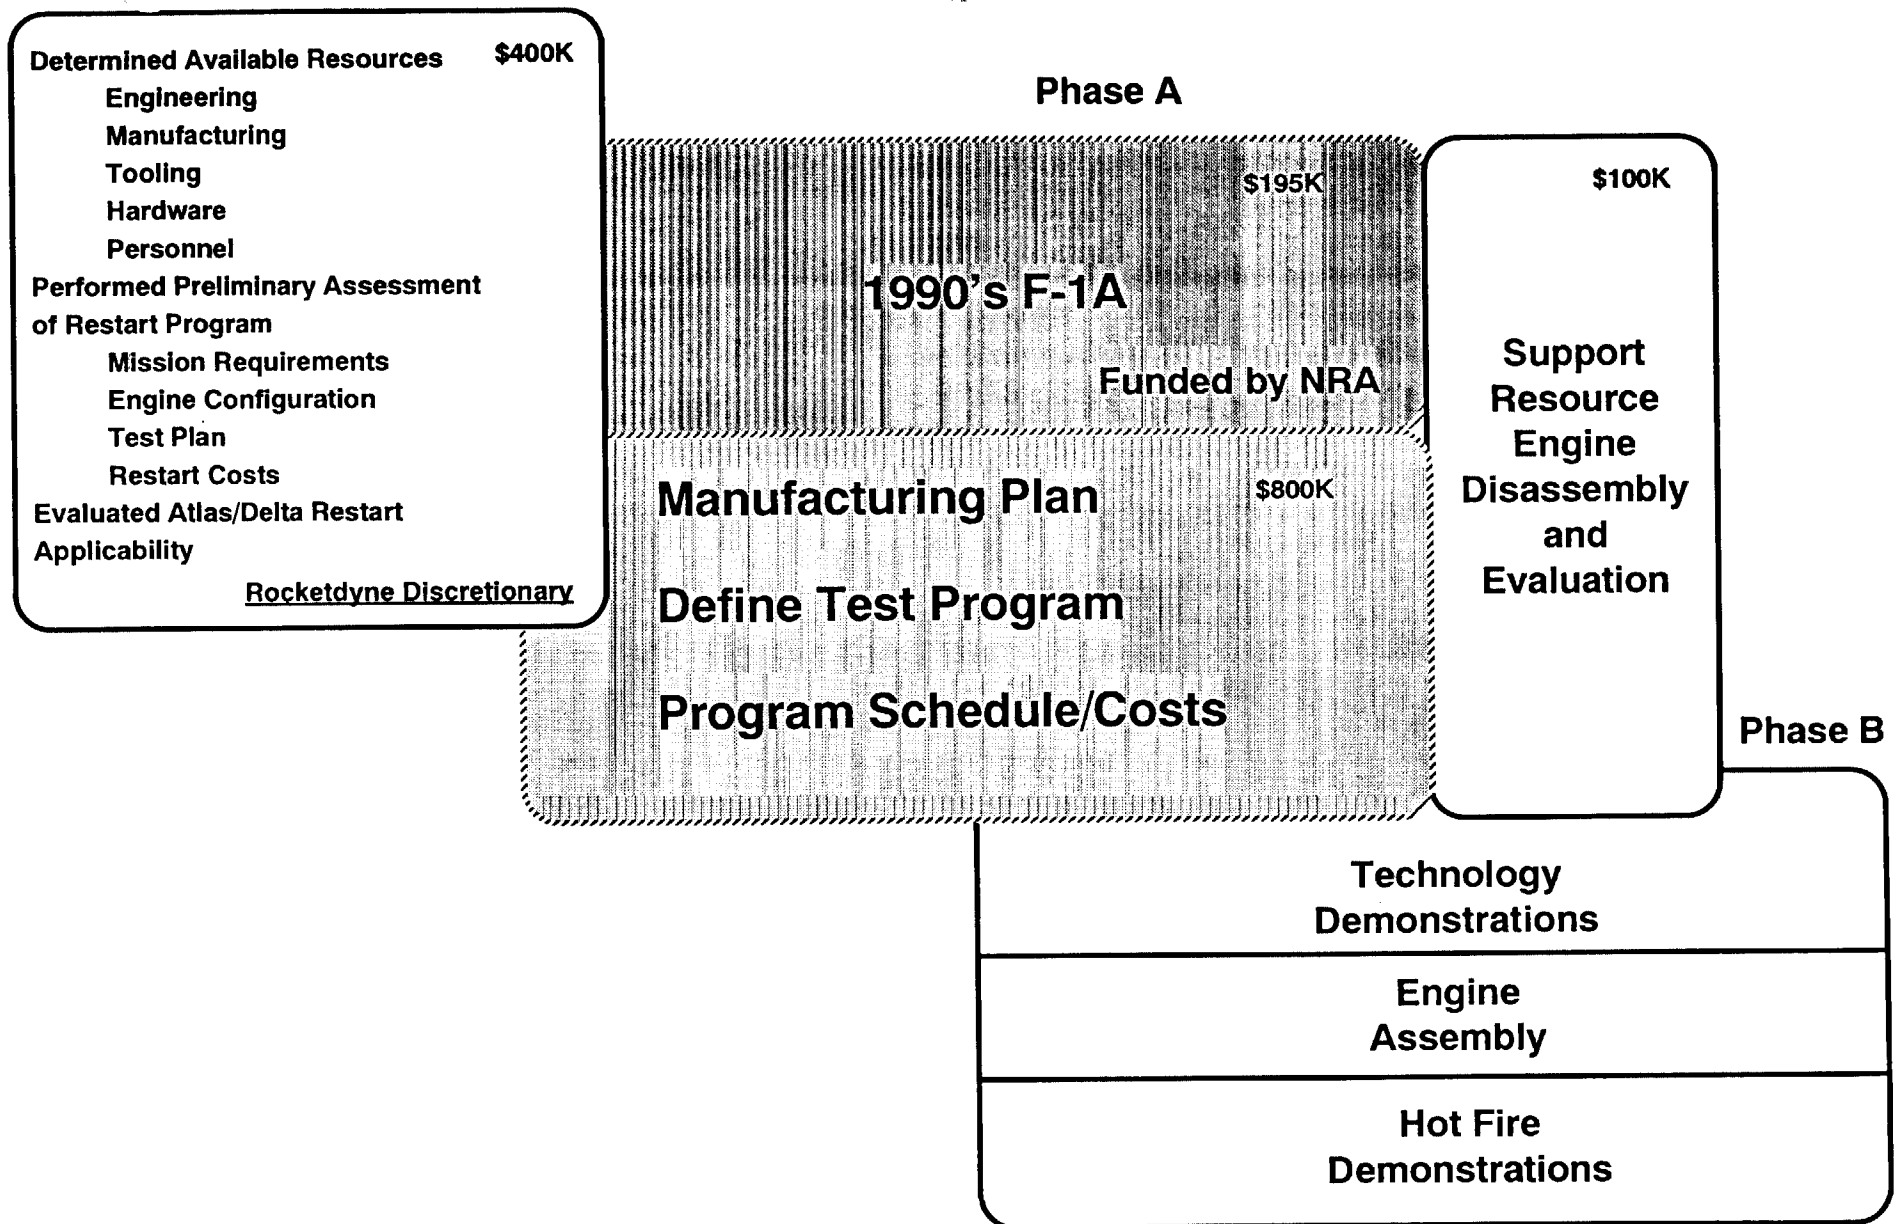 Determined Available Resources $400K
Engineering
Manufacturing
Tooling
Hardware
Personnel
Performed Preliminary Assessment
of Restart Program
Mission Requirements
Engine Configuration
Test Plan
Restart Costs
Evaluated Atlas/Delta Restart
Applicability
Rocketdyne Discretionary
Phase A
$195K
1990's F-1A
Funded by NRA
Manufacturing Plan $800K
Define Test Program
Program Schedule/Costs
$100K
Support
Resource
Engine
Disassembly
and
Evaluation
Phase B
Technology
Demonstrations
Engine
Assembly
Hot Fire
Demonstrations